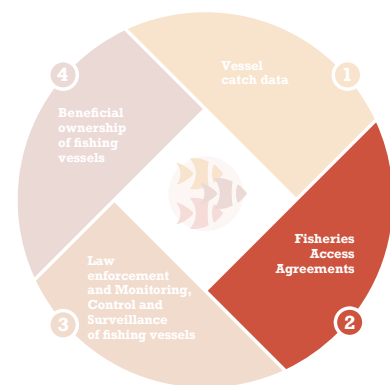 1
Vessel
catch data
2
Fisheries
Access
Agreements
3
Law
enforcement
and Monitoring,
Control and
Surveillance
of fishing vessels
4
Beneficial
ownership
of fishing
vessels